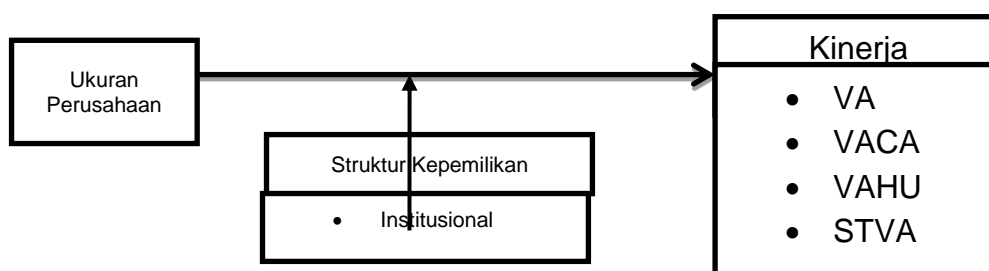 Ukuran
Perusahaan
Struktur Kepemilikan
• Institusional
Kinerja
• VA
• VACA
• VAHU
• STVA